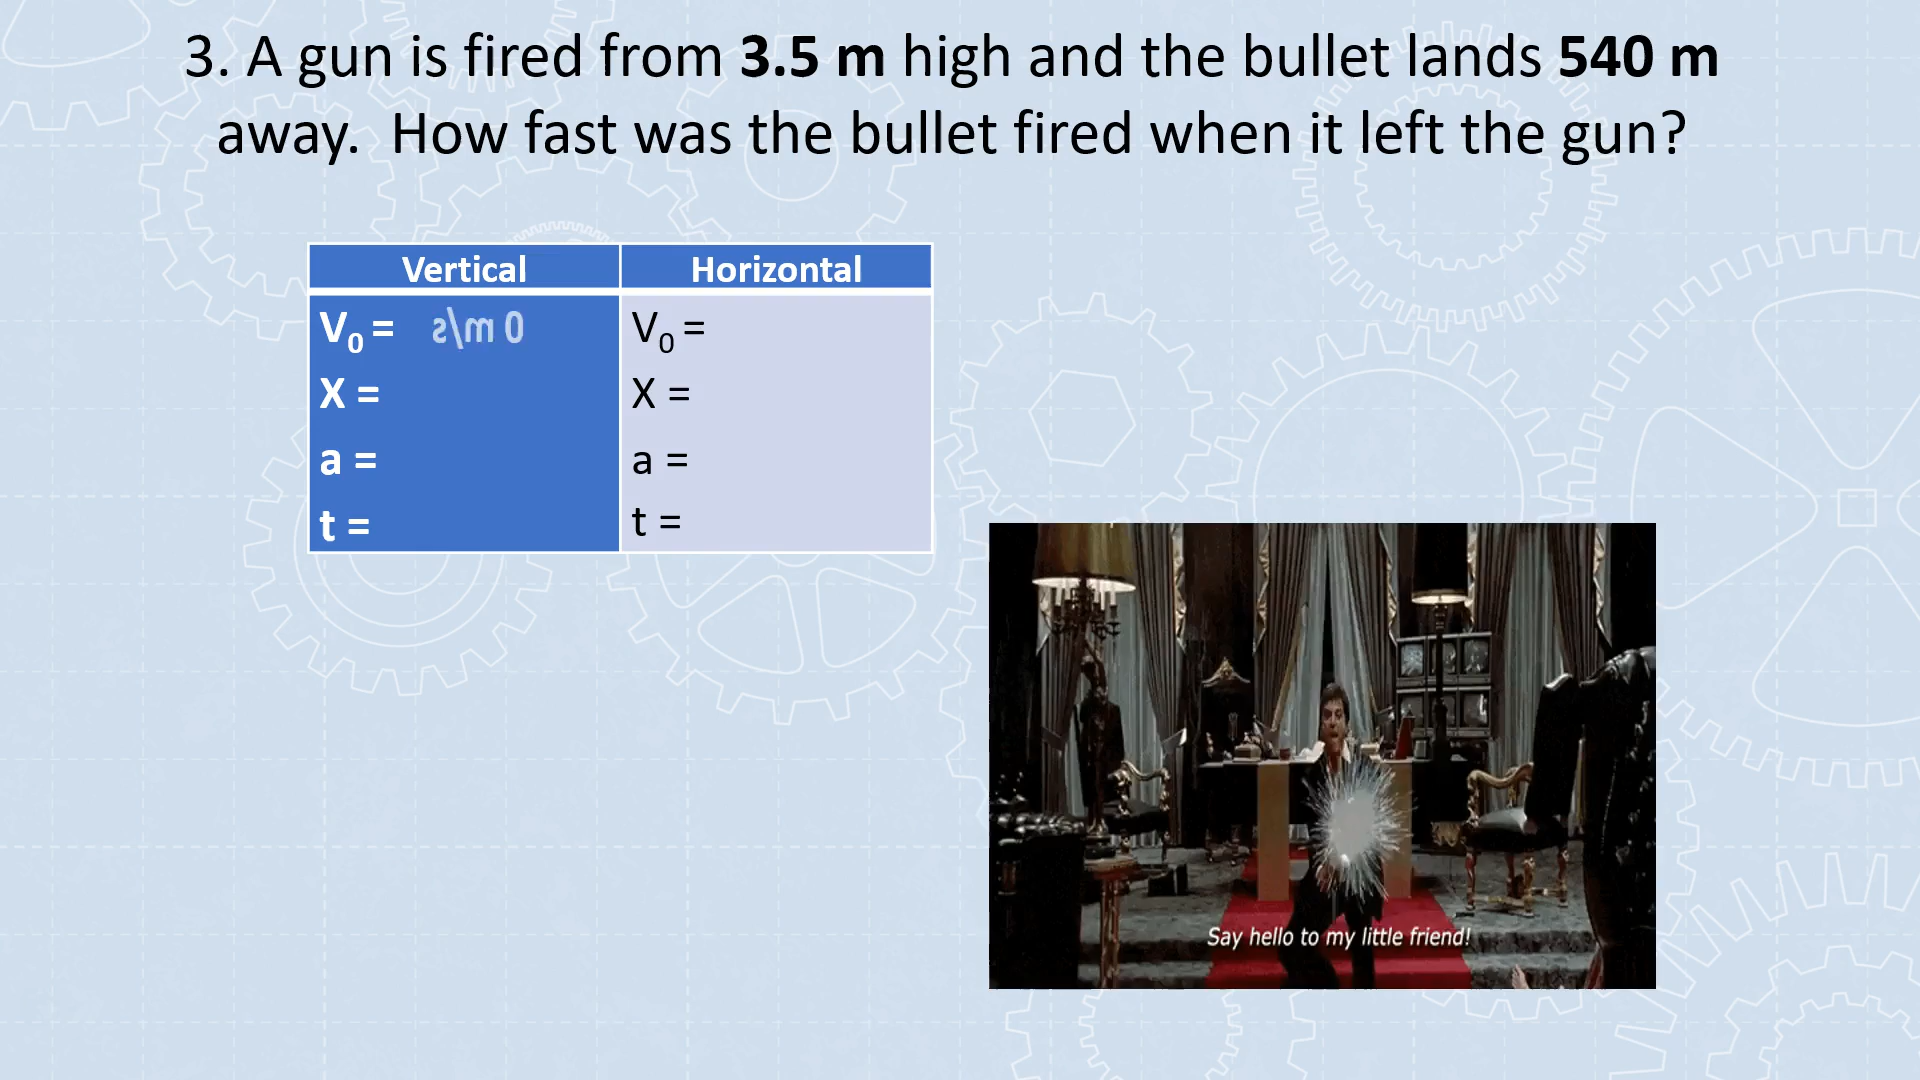 3. A gun is fired from 3.5 m high and the bullet lands 540 m
away. How fast was the bullet fired when it left the gun?
Vertical Horizontal
V0 = 0 m/s V0 =
X = X =
a = a =
t = t =
Say hello to my little friend!